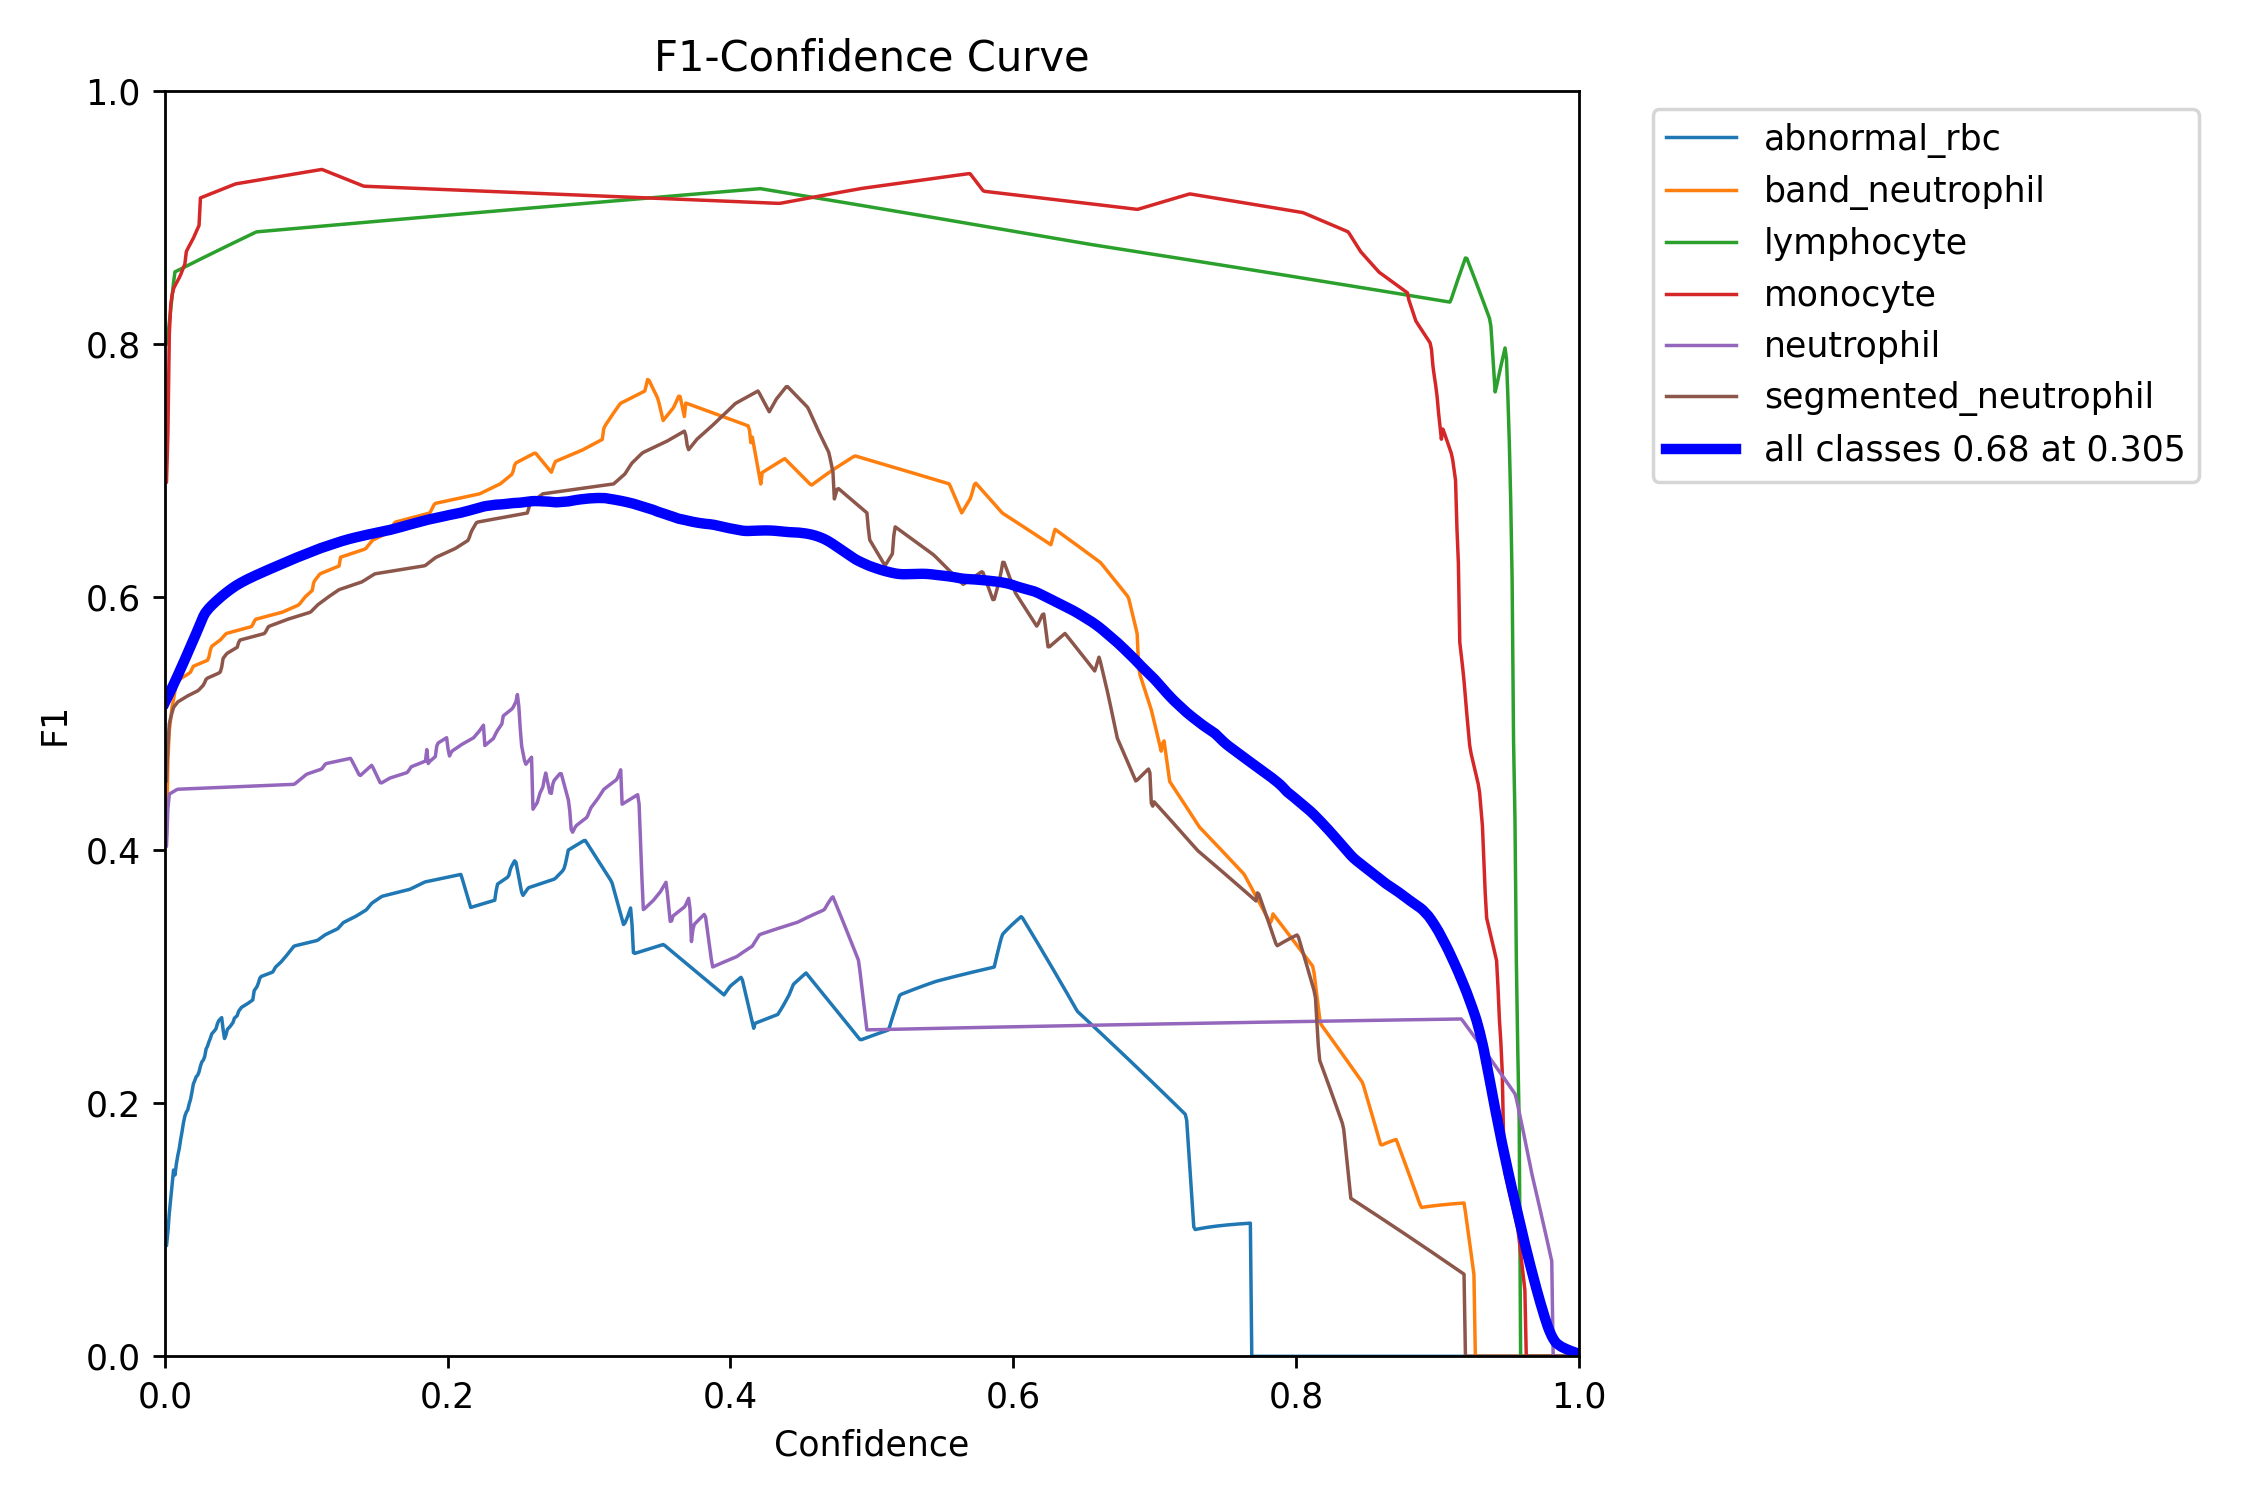 F1-Confidence Curve
1.0
0.8
0.6
0.4
0.2
0.0
F1
0.0 0.2 0.4 0.6 0.8 1.0
Confidence
abnormal_rbc
band_neutrophil
lymphocyte
monocyte
neutrophil
segmented_neutrophil
all classes 0.68 at 0.305